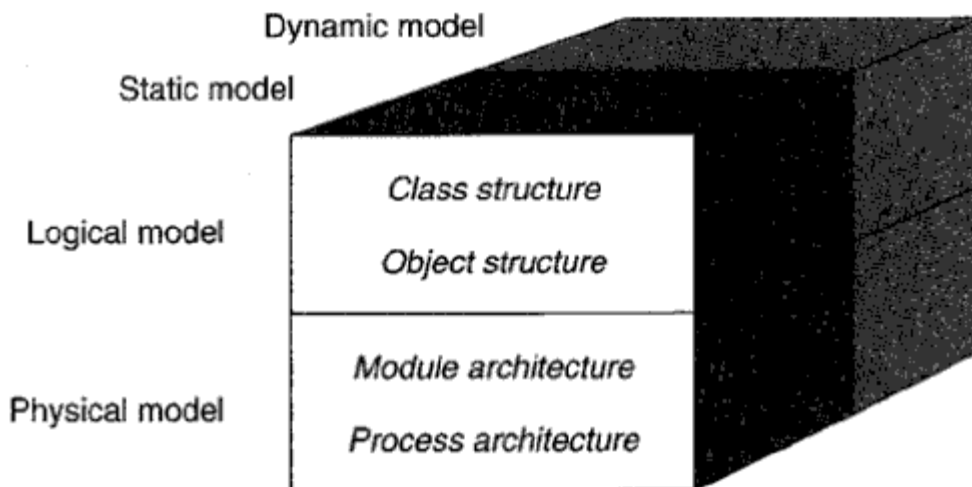 Dynamic model
Static model
Class structure
Logical model
Object structure
Module architecture
Physical model
Process architecture